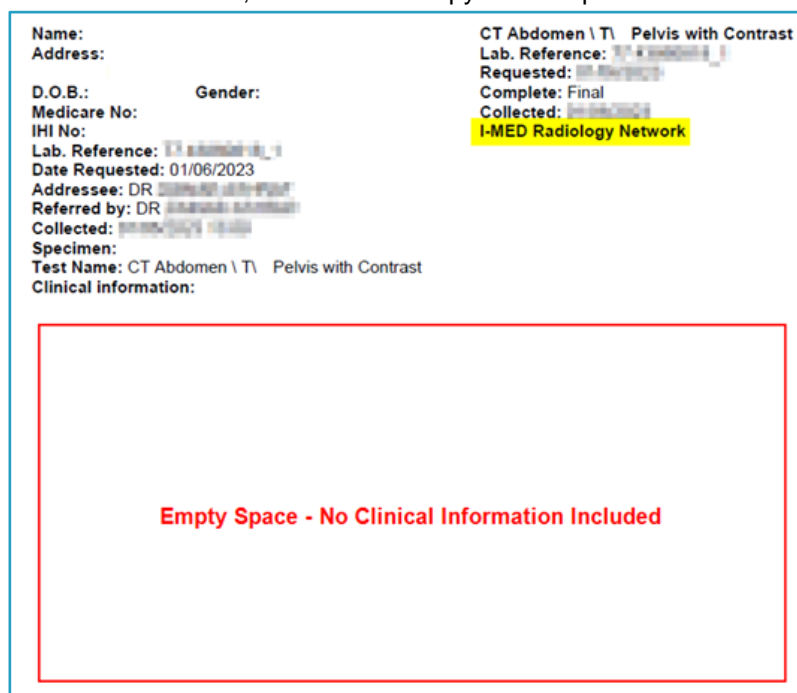 Name:
Address:
D.O.B.: Gender:
Medicare No:
IHI No:
Lab. Reference:
Date Requested: 01/06/2023
Addressee: DR
Referred by: DR
Collected:
Specimen:
Test Name: CT Abdomen \ T\ Pelvis with Contrast
Clinical information:
CT Abdomen \ T\ Pelvis with Contrast
Lab. Reference:
Requested:
Complete: Final
Collected:
I-MED Radiology Network
Empty Space - No Clinical Information Included